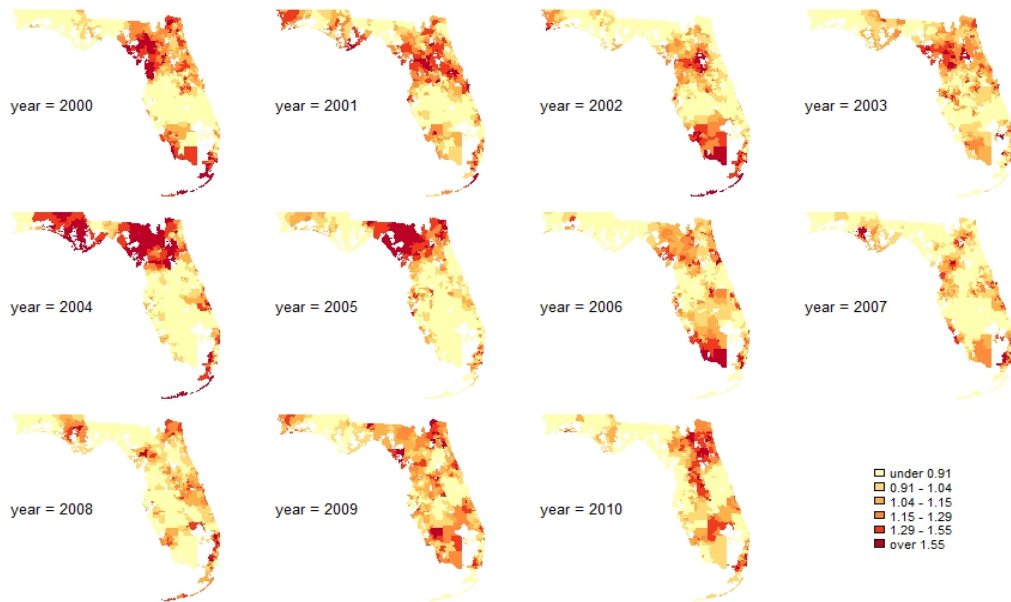 year = 2000
year = 2001
year = 2002
year = 2003
year = 2004
year = 2005
year = 2006
year = 2007
year = 2008
year = 2009
year = 2010
under 0.91
0.91 - 1.04
1.04 - 1.15
1.15 - 1.29
1.29 - 1.55
over 1.55